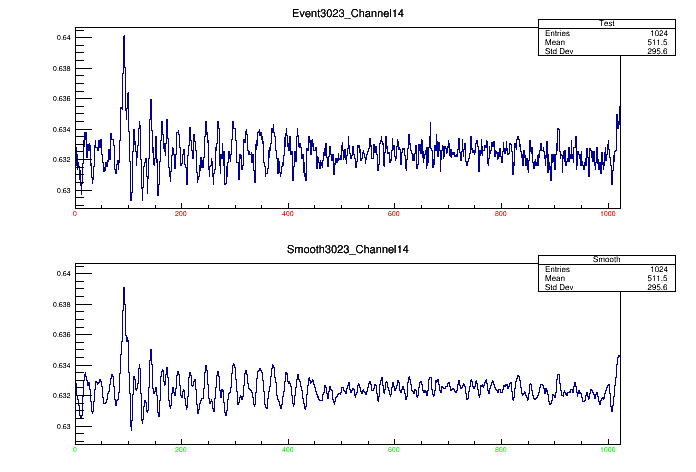 Event3023_Channel14
Test
Entries 1024
Mean 511.5
Std Dev 295.6
0.64
0.638
0.636
0.634
0.632
0.63
0 200 400 600 800 1000
Smooth3023_Channel14
Smooth
Entries 1024
Mean 511.5
Std Dev 295.6
0.64
0.638
0.636
0.634
0.632
0.63
0 200 400 600 800 1000